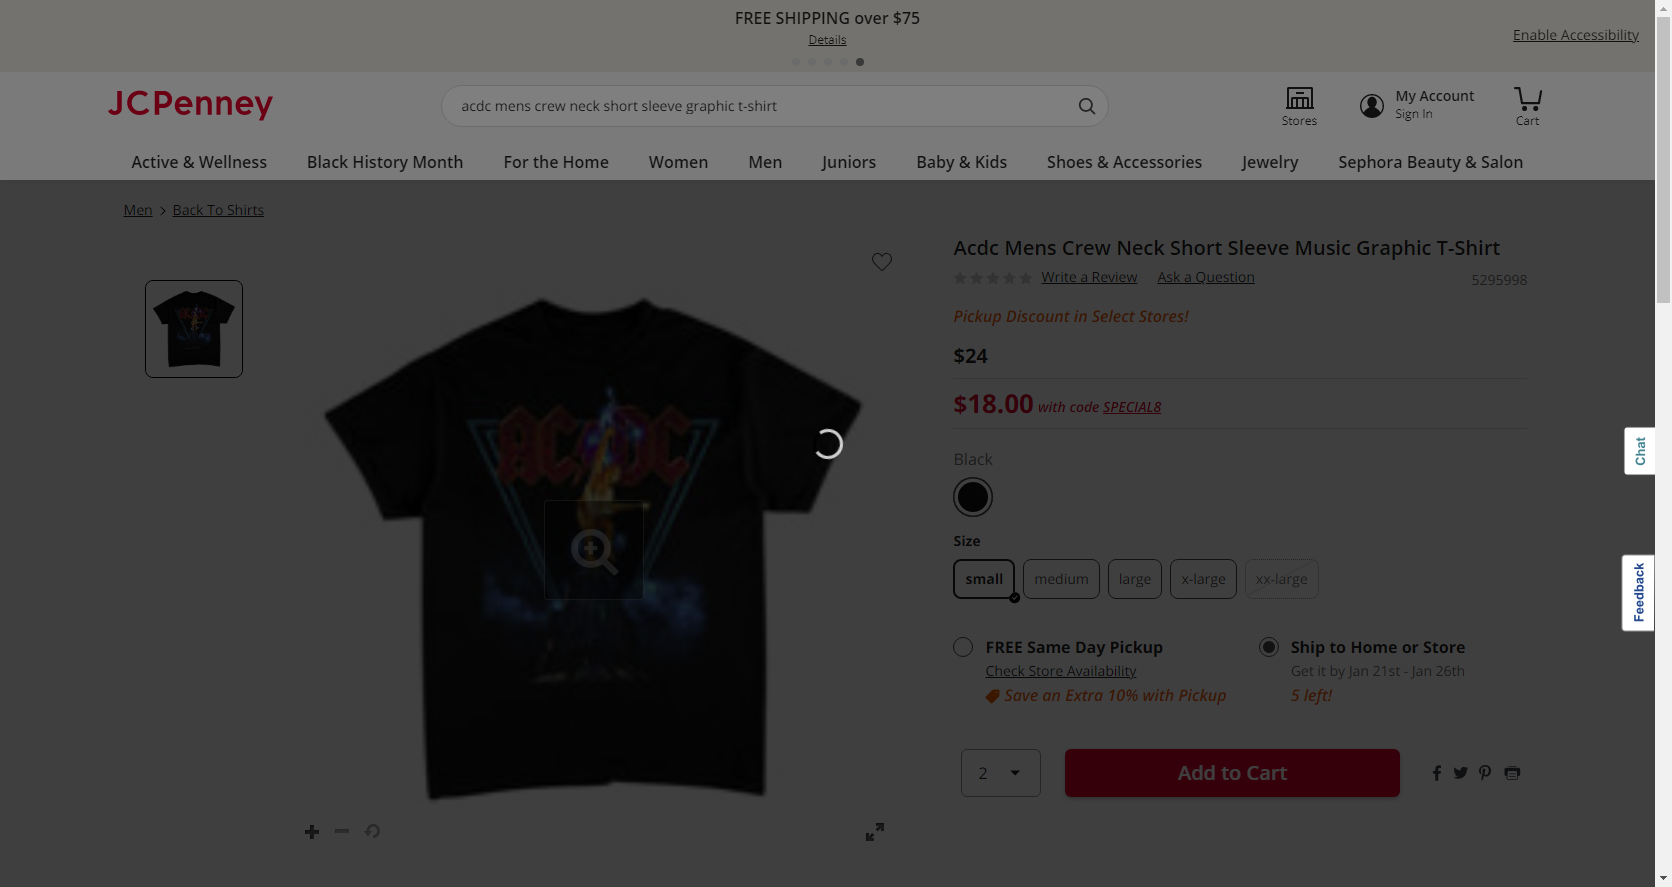 FREE SHIPPING over $75
Details
Enable Accessibility
JCPenney
acdc mens crew neck short sleeve graphic t-shirt
Stores
My Account
Sign In
Cart
Active & Wellness
Black History Month
For the Home
Women
Men
Juniors
Baby & Kids
Shoes & Accessories
Jewelry
Sephora Beauty & Salon
Men > Back To Shirts
AC DC
Acdc Mens Crew Neck Short Sleeve Music Graphic T-Shirt
Write a Review
Ask a Question
5295998
Pickup Discount in Select Stores!
$24
$18.00 with code SPECIAL8
Black
Size
small
medium
large
x-large
xx-large
FREE Same Day Pickup
Check Store Availability
Save an Extra 10% with Pickup
Ship to Home or Store
Get it by Jan 21st - Jan 26th
5 left!
2
Add to Cart
Chat
Feedback